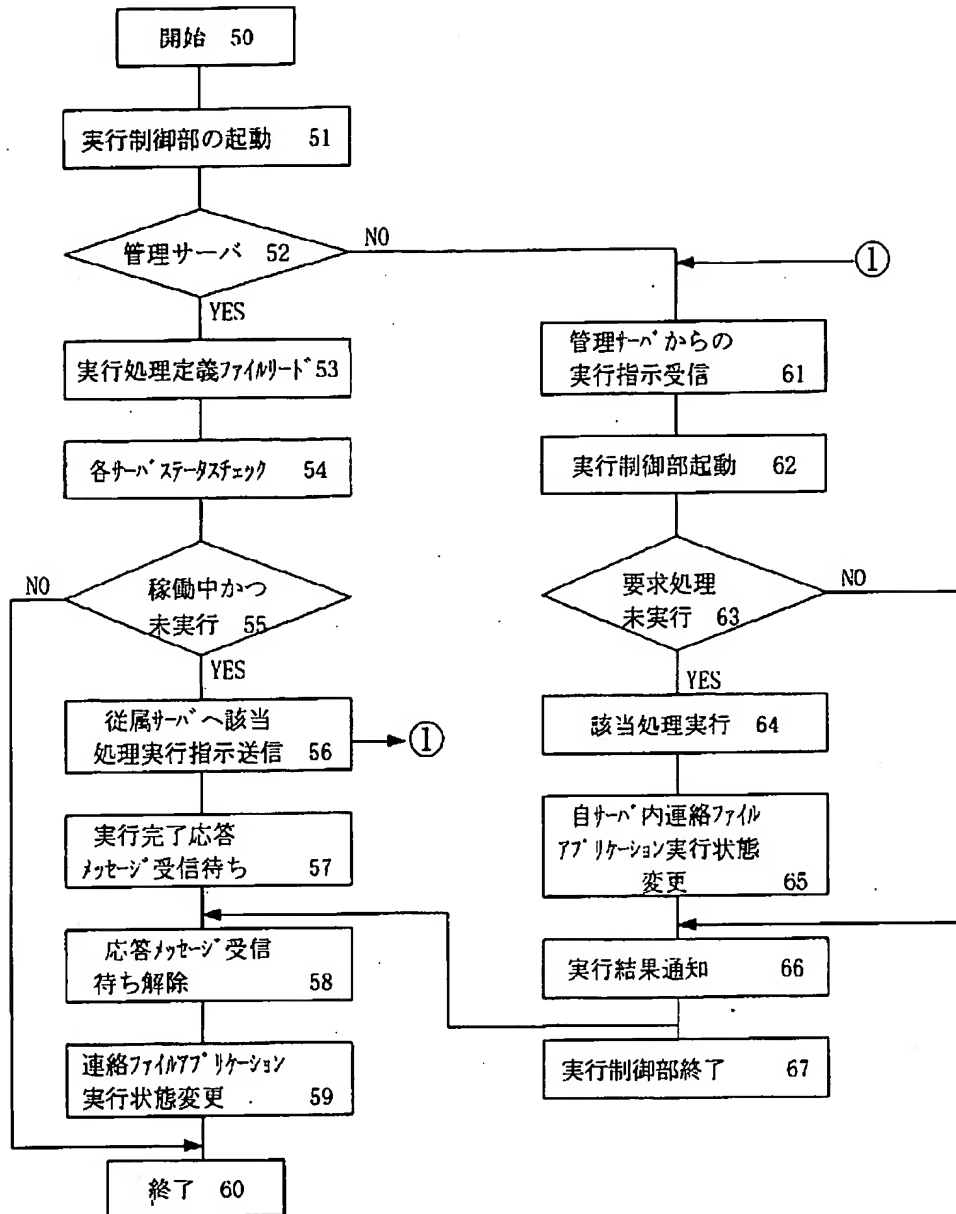 開始 50
実行制御部の起動 51
管理サーバ 52
NO
YES
実行処理定義ファイルリード 53
各サーバステータスチェック 54
稼働中かつ
未実行 55
NO
YES
従属サーバへ該当
処理実行指示送信 56
①
実行完了応答
メッセージ受信待ち 57
応答メッセージ受信
待ち解除 58
連絡ファイルアプリケーション
実行状態変更 59
終了 60
①
管理サーバからの
実行指示受信 61
実行制御部起動 62
要求処理
未実行 63
NO
YES
該当処理実行 64
自サーバ内連絡ファイル
アプリケーション実行状態
変更 65
実行結果通知 66
実行制御部終了 67